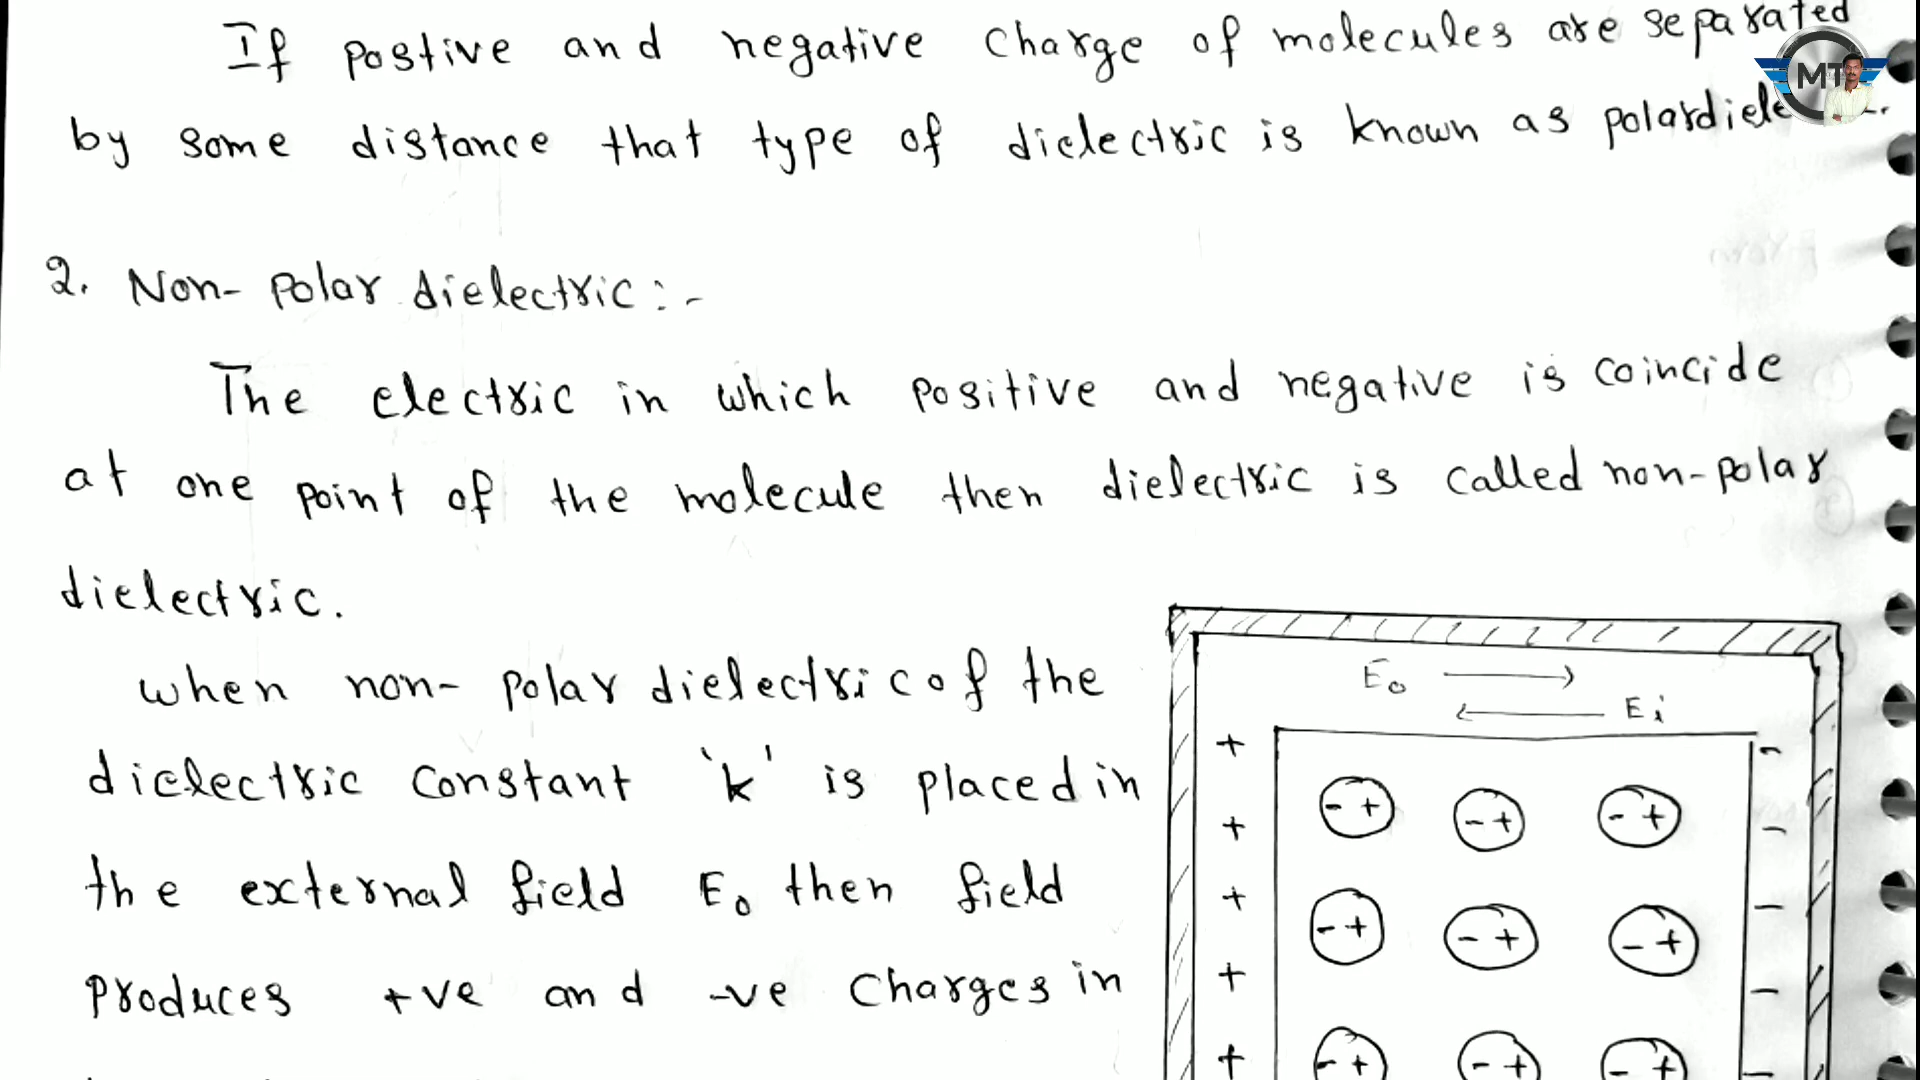 If postive and negative charge of molecules are separated
by some distance that type of dielectric is known as
2. Non-polar dielectric:-
The electric in which positive and negative is coincide
at one point of the molecule then dielectric is called non-polar
dielectric.
when non-polar dielectric of the
dielectric constant 'k' is placed in
the external field E₀ then field
produces +ve and -ve charges in
E₀ →
← Ei
+ -
- + - + - +
+ -
+ -
- + - + - +
+ -
+ -
- + - + - +
MT